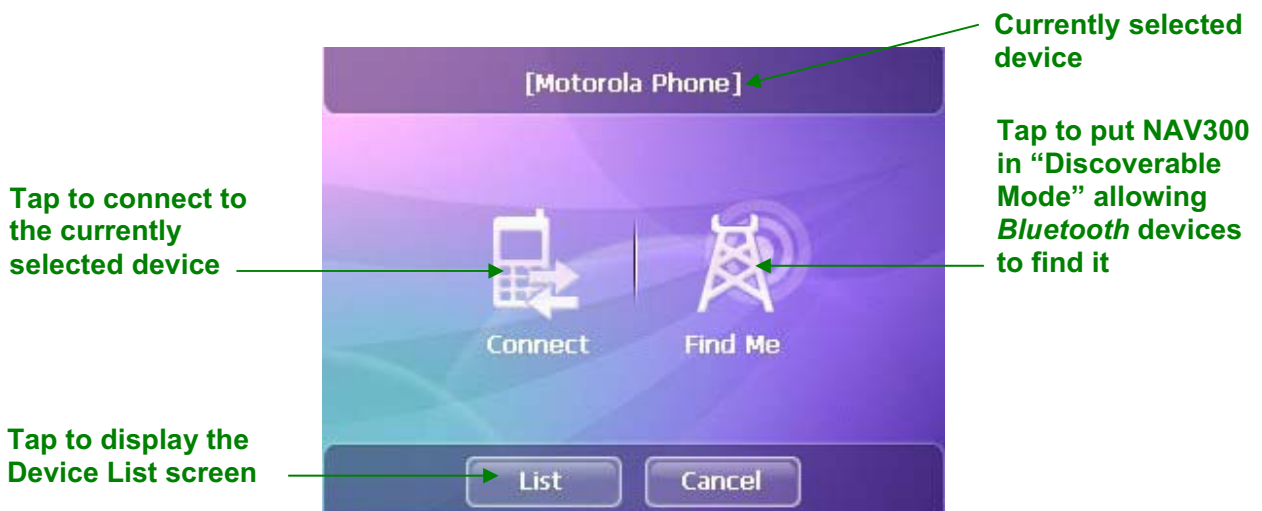 Currently selected
device
[Motorola Phone]
Tap to put NAV300
in “Discoverable
Mode” allowing
Bluetooth devices
to find it
Tap to connect to
the currently
selected device
Connect
Find Me
Tap to display the
Device List screen
List
Cancel